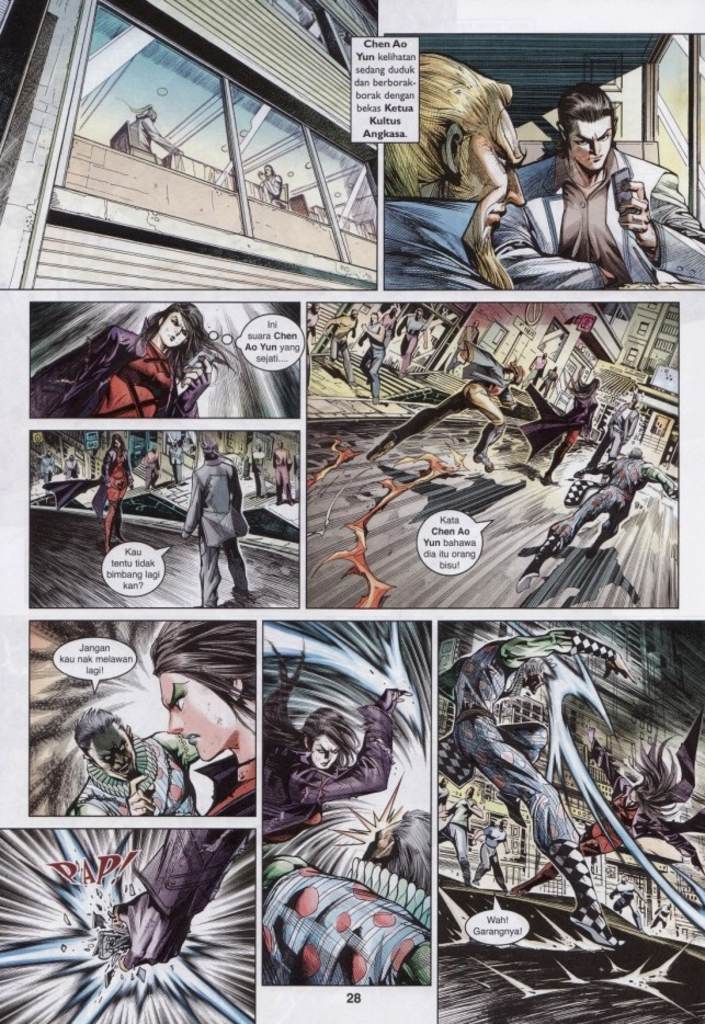 Chen Ao
Yun kelihatan
sedang duduk
dan berborak-
borak dengan
bekas Ketua
Kultus
Angkasa.
Ini
suara Chen
Ao Yun yang
sejati....
Kau
tentu tidak
bimbang lagi
kan?
Kata
Chen Ao
Yun bahawa
dia itu orang
bisu!
Jangan
kau nak melawan
lagi!
PAP!
Wah!
Garangnya!
28